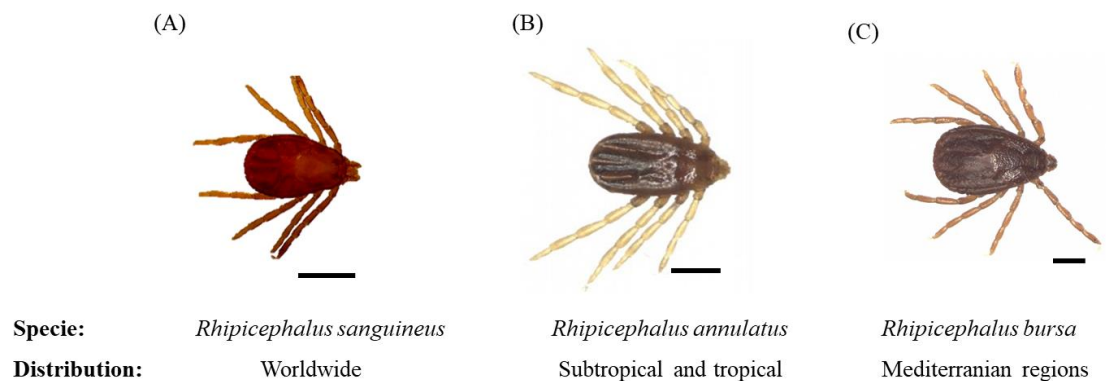 (A)
(B)
(C)
Specie: Rhipicephalus sanguineus Rhipicephalus annulatus Rhipicephalus bursa
Distribution: Worldwide Subtropical and tropical Mediterranian regions